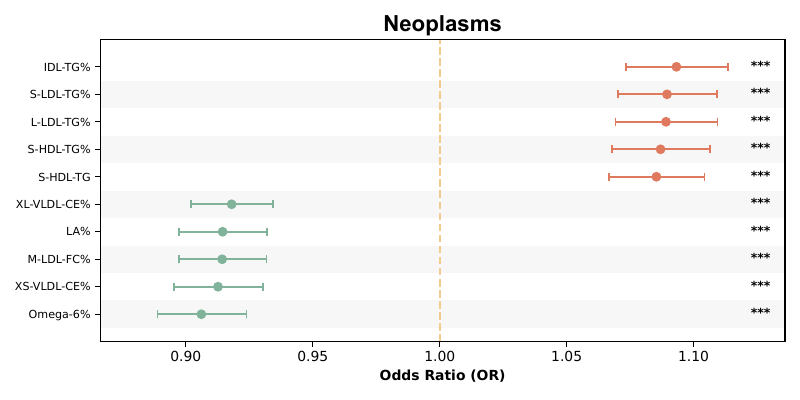 Neoplasms
IDL-TG% ***
S-LDL-TG% ***
L-LDL-TG% ***
S-HDL-TG% ***
S-HDL-TG ***
XL-VLDL-CE% ***
LA% ***
M-LDL-FC% ***
XS-VLDL-CE% ***
Omega-6% ***
0.90 0.95 1.00 1.05 1.10
Odds Ratio (OR)